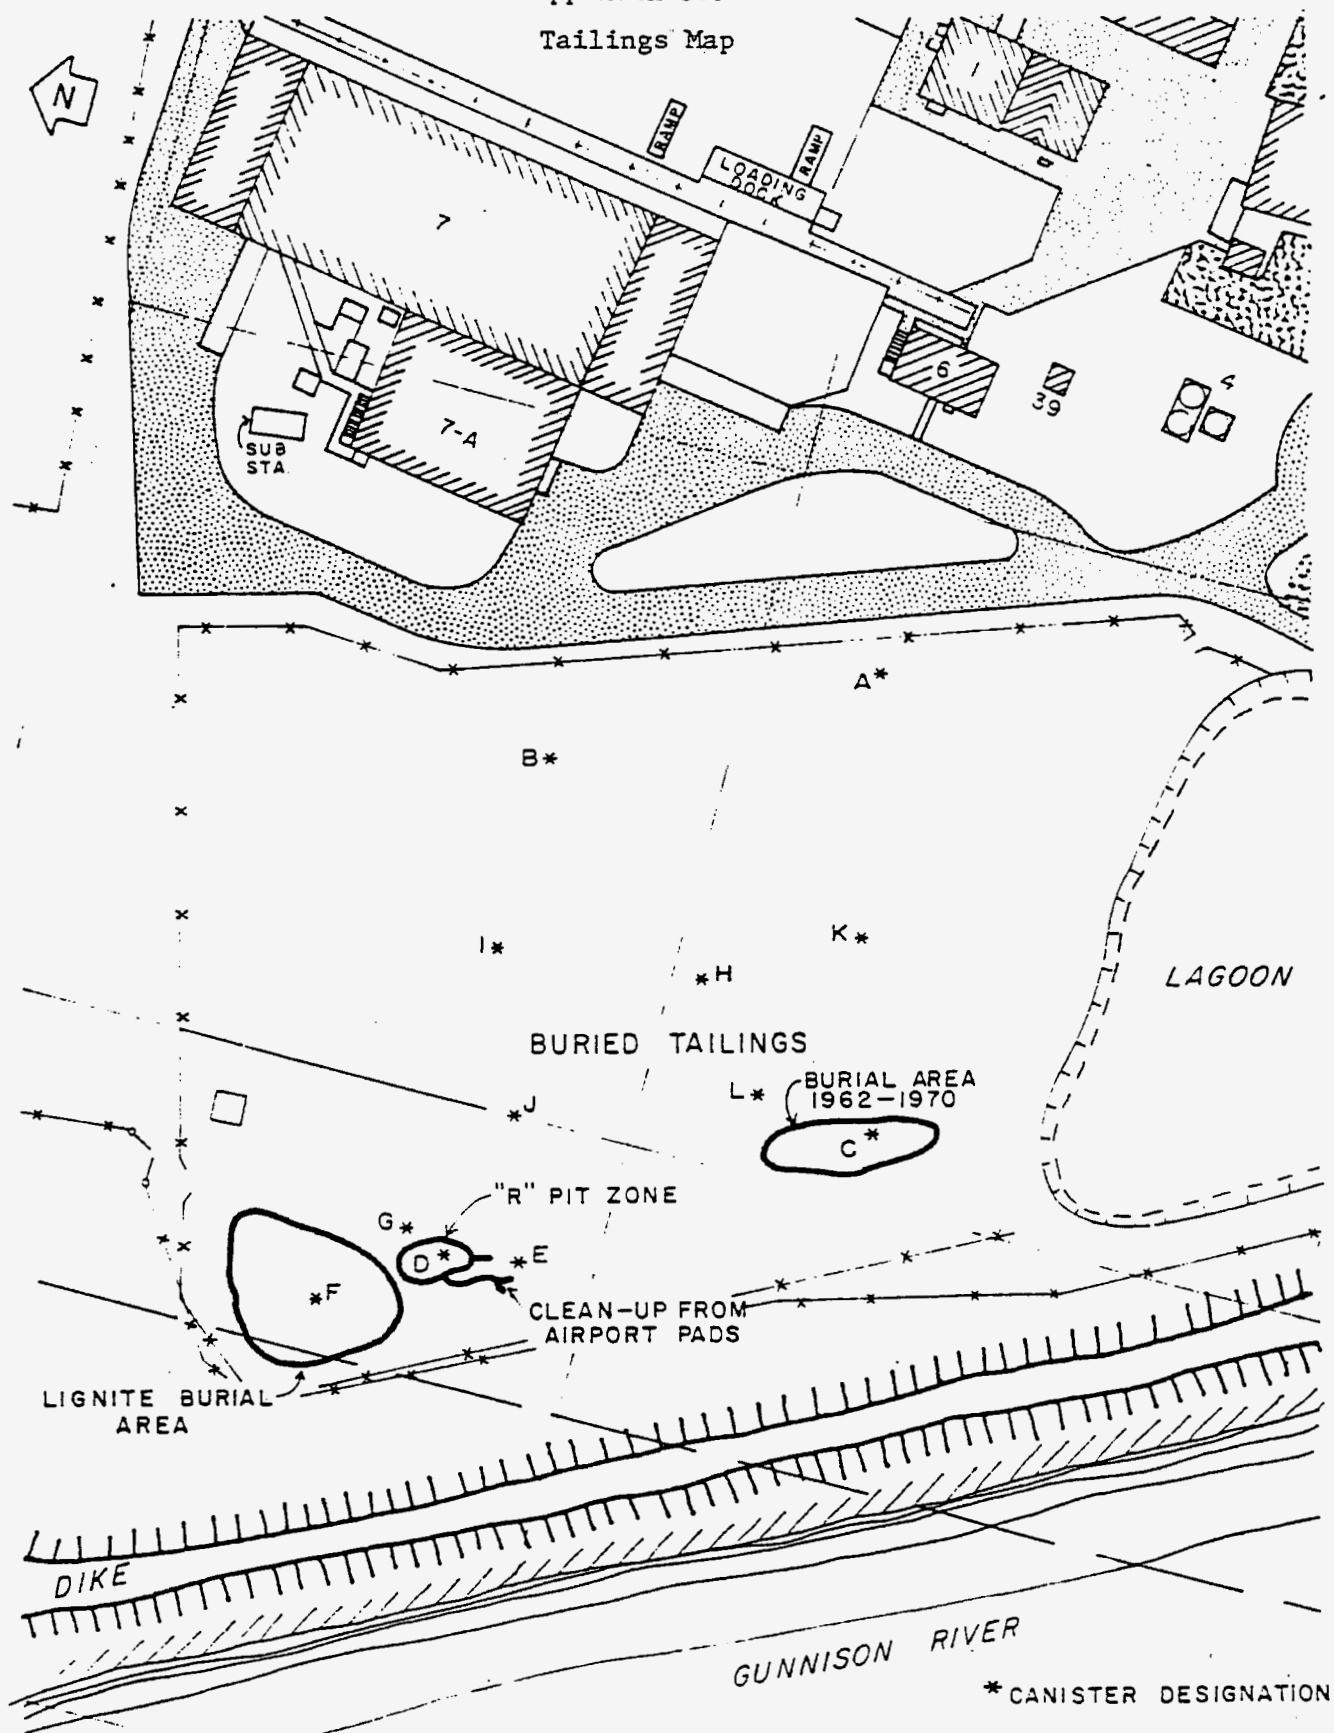 Tailings Map
N
RAMP
RAMP
LOADING
DOCK
1
7
7-A
6
39
4
SUB
STA.
A*
B*
I*
K*
*H
LAGOON
BURIED TAILINGS
L*
BURIAL AREA
1962-1970
*J
C *
"R" PIT ZONE
G*
D *
*E
*F
CLEAN-UP FROM
AIRPORT PADS
LIGNITE BURIAL
AREA
DIKE
GUNNISON RIVER
*CANISTER DESIGNATION